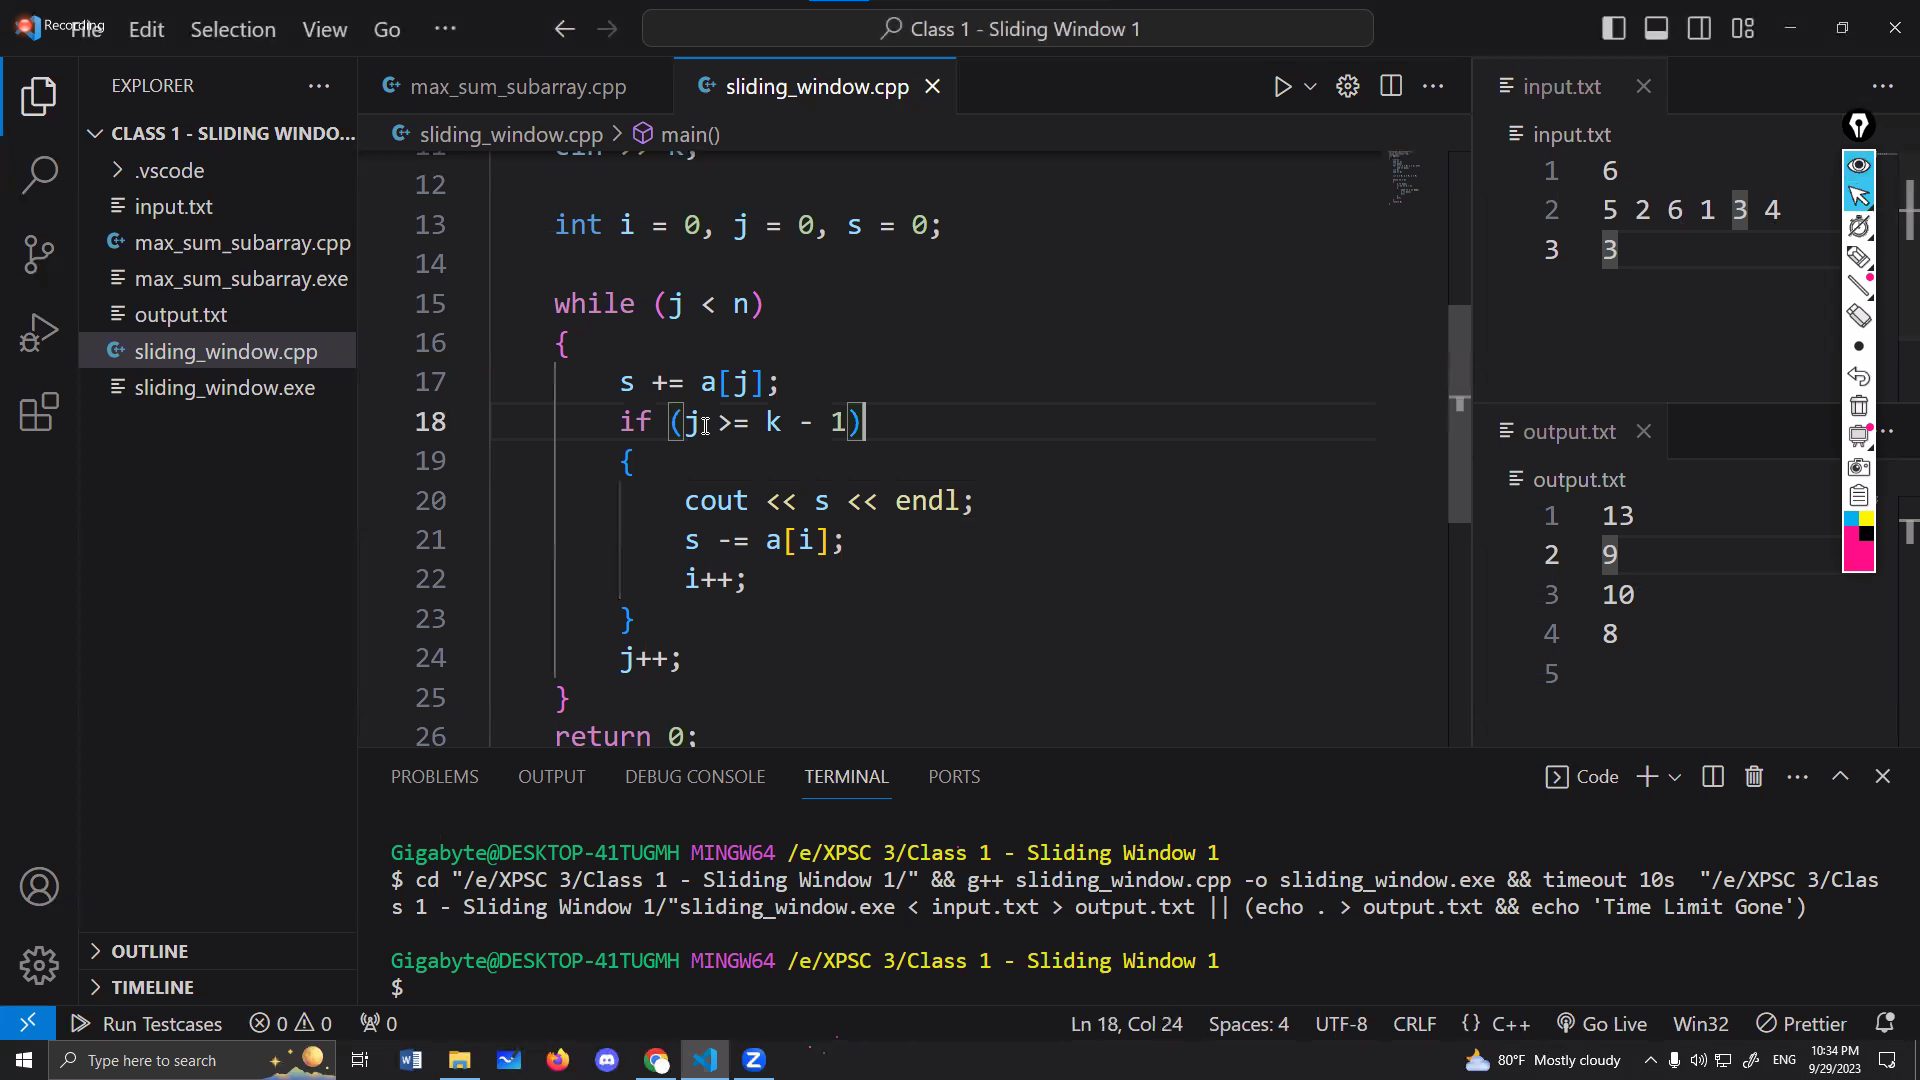 Recording
File Edit Selection View Go ···
Class 1 - Sliding Window 1
EXPLORER
CLASS 1 - SLIDING WINDO...
.vscode
input.txt
max_sum_subarray.cpp
max_sum_subarray.exe
output.txt
sliding_window.cpp
sliding_window.exe
OUTLINE
TIMELINE
max_sum_subarray.cpp
sliding_window.cpp
sliding_window.cpp > main()
12
13 int i = 0, j = 0, s = 0;
14
15 while (j < n)
16 {
17 s += a[j];
18 if (j >= k - 1)
19 {
20 cout << s << endl;
21 s -= a[i];
22 i++;
23 }
24 j++;
25 }
26 return 0;
input.txt
input.txt
1 6
2 5 2 6 1 3 4
3 3
output.txt
output.txt
1 13
2 9
3 10
4 8
5
PROBLEMS OUTPUT DEBUG CONSOLE TERMINAL PORTS
Code
Gigabyte@DESKTOP-41TUGMH MINGW64 /e/XPSC 3/Class 1 - Sliding Window 1
$ cd "/e/XPSC 3/Class 1 - Sliding Window 1/" && g++ sliding_window.cpp -o sliding_window.exe && timeout 10s "/e/XPSC 3/Clas
s 1 - Sliding Window 1/"sliding_window.exe < input.txt > output.txt || (echo . > output.txt && echo 'Time Limit Gone')
Gigabyte@DESKTOP-41TUGMH MINGW64 /e/XPSC 3/Class 1 - Sliding Window 1
$
Run Testcases 0 0 0 Ln 18, Col 24 Spaces: 4 UTF-8 CRLF {} C++ Go Live Win32 Prettier
Type here to search
80°F Mostly cloudy ENG
10:34 PM
9/29/2023